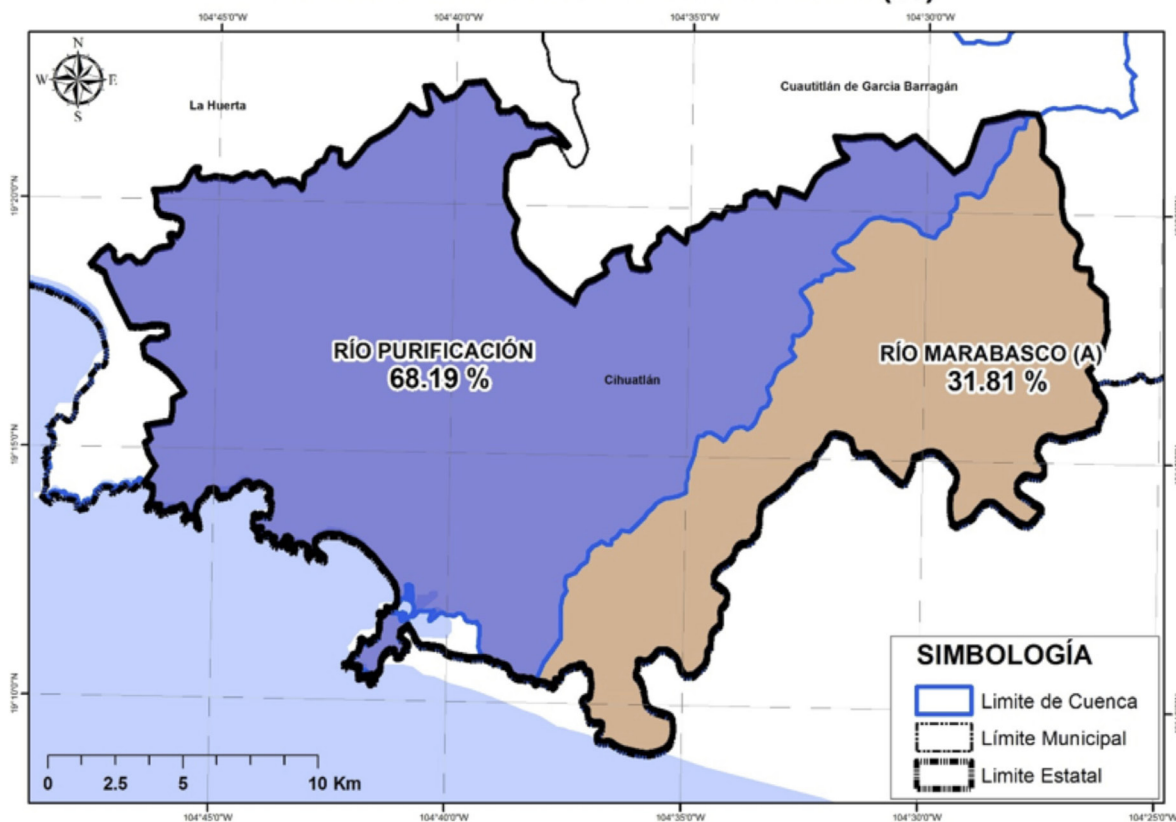 104°45'0"W 104°40'0"W 104°35'0"W 104°30'0"W
N
W E
S
La Huerta
Cuautitlán de García Barragán
19°20'0"N
RÍO PURIFICACIÓN
68.19 %
Cihuatlán
RÍO MARABASCO (A)
31.81 %
19°15'0"N
19°10'0"N
SIMBOLOGÍA
Limite de Cuenca
Límite Municipal
Limite Estatal
0 2.5 5 10 Km
104°45'0"W 104°40'0"W 104°35'0"W 104°30'0"W 104°25'0"W